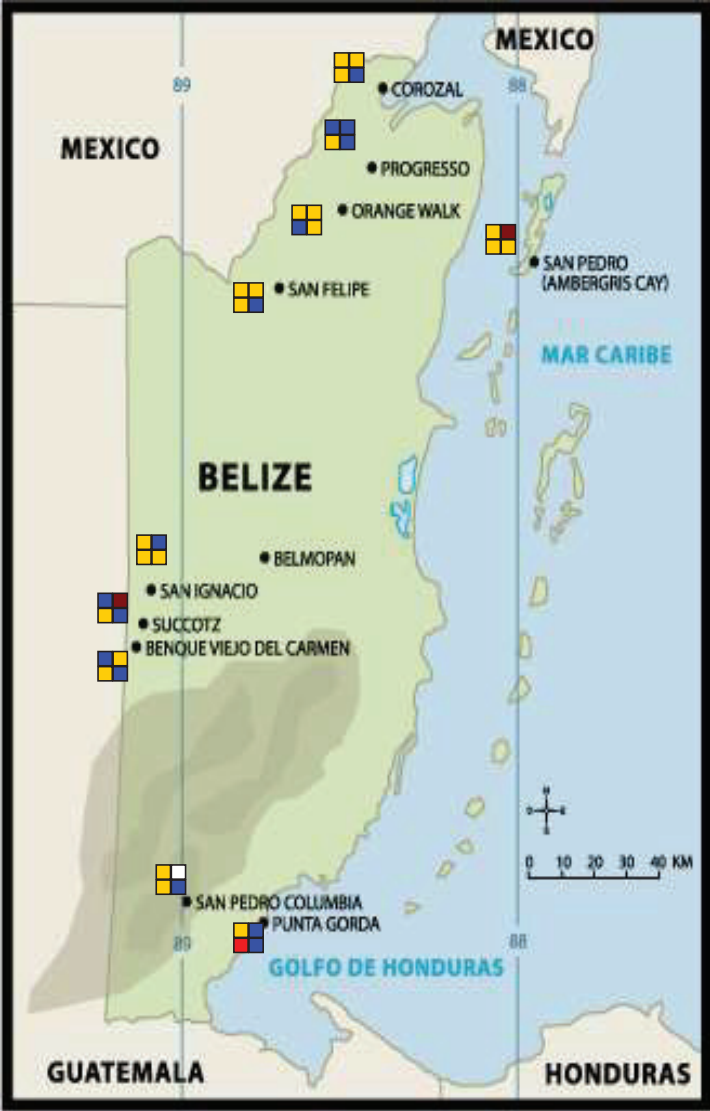 MEXICO
89
88
COROZAL
MEXICO
PROGRESSO
ORANGE WALK
SAN PEDRO
(AMBERGRIS CAY)
SAN FELIPE
MAR CARIBE
BELIZE
BELMOPAN
SAN IGNACIO
SUCCOTZ
BENQUE VIEJO DEL CARMEN
N
O E
S
0 10 20 30 40 KM
SAN PEDRO COLUMBIA
PUNTA GORDA
89
88
GOLFO DE HONDURAS
GUATEMALA
HONDURAS